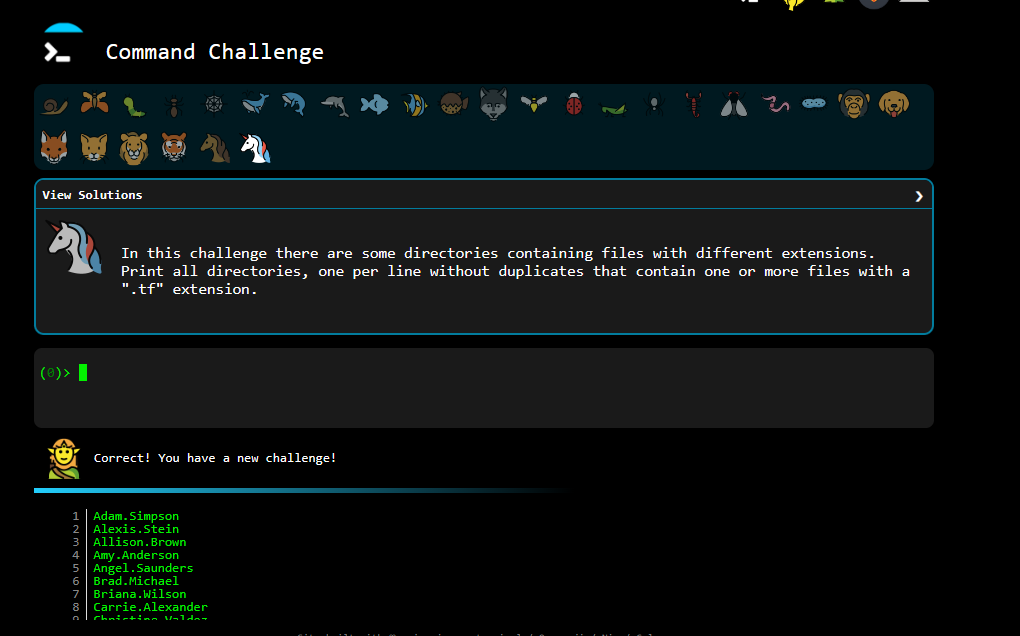 Command Challenge
View Solutions
In this challenge there are some directories containing files with different extensions.
Print all directories, one per line without duplicates that contain one or more files with a
".tf" extension.
(0)>
Correct! You have a new challenge!
1 Adam.Simpson
2 Alexis.Stein
3 Allison.Brown
4 Amy.Anderson
5 Angel.Saunders
6 Brad.Michael
7 Briana.Wilson
8 Carrie.Alexander
9 Christine.Valdez